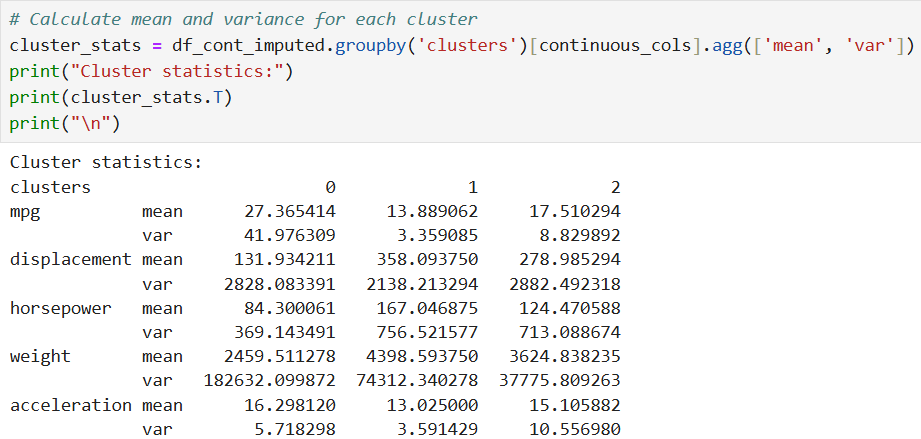 # Calculate mean and variance for each cluster
cluster_stats = df_cont_imputed.groupby('clusters')[continuous_cols].agg(['mean', 'var'])
print("Cluster statistics:")
print(cluster_stats.T)
print("\n")
Cluster statistics:
clusters 0 1 2
mpg mean 27.365414 13.889062 17.510294
var 41.976309 3.359085 8.829892
displacement mean 131.934211 358.093750 278.985294
var 2828.083391 2138.213294 2882.492318
horsepower mean 84.300061 167.046875 124.470588
var 369.143491 756.521577 713.088674
weight mean 2459.511278 4398.593750 3624.838235
var 182632.099872 74312.340278 37775.809263
acceleration mean 16.298120 13.025000 15.105882
var 5.718298 3.591429 10.556980